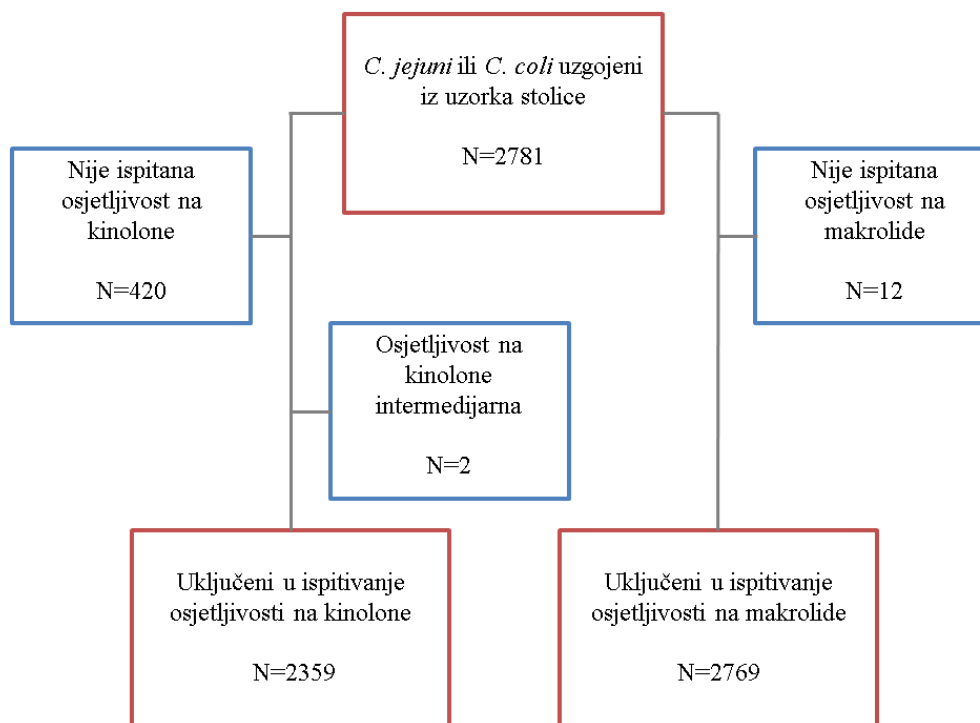 C. jejuni ili C. coli uzgojeni
iz uzorka stolice
N=2781
Nije ispitana
osjetljivost na
kinolone
N=420
Nije ispitana
osjetljivost na
makrolide
N=12
Osjetljivost na
kinolone
intermedijarna
N=2
Uključeni u ispitivanje
osjetljivosti na kinolone
N=2359
Uključeni u ispitivanje
osjetljivosti na makrolide
N=2769